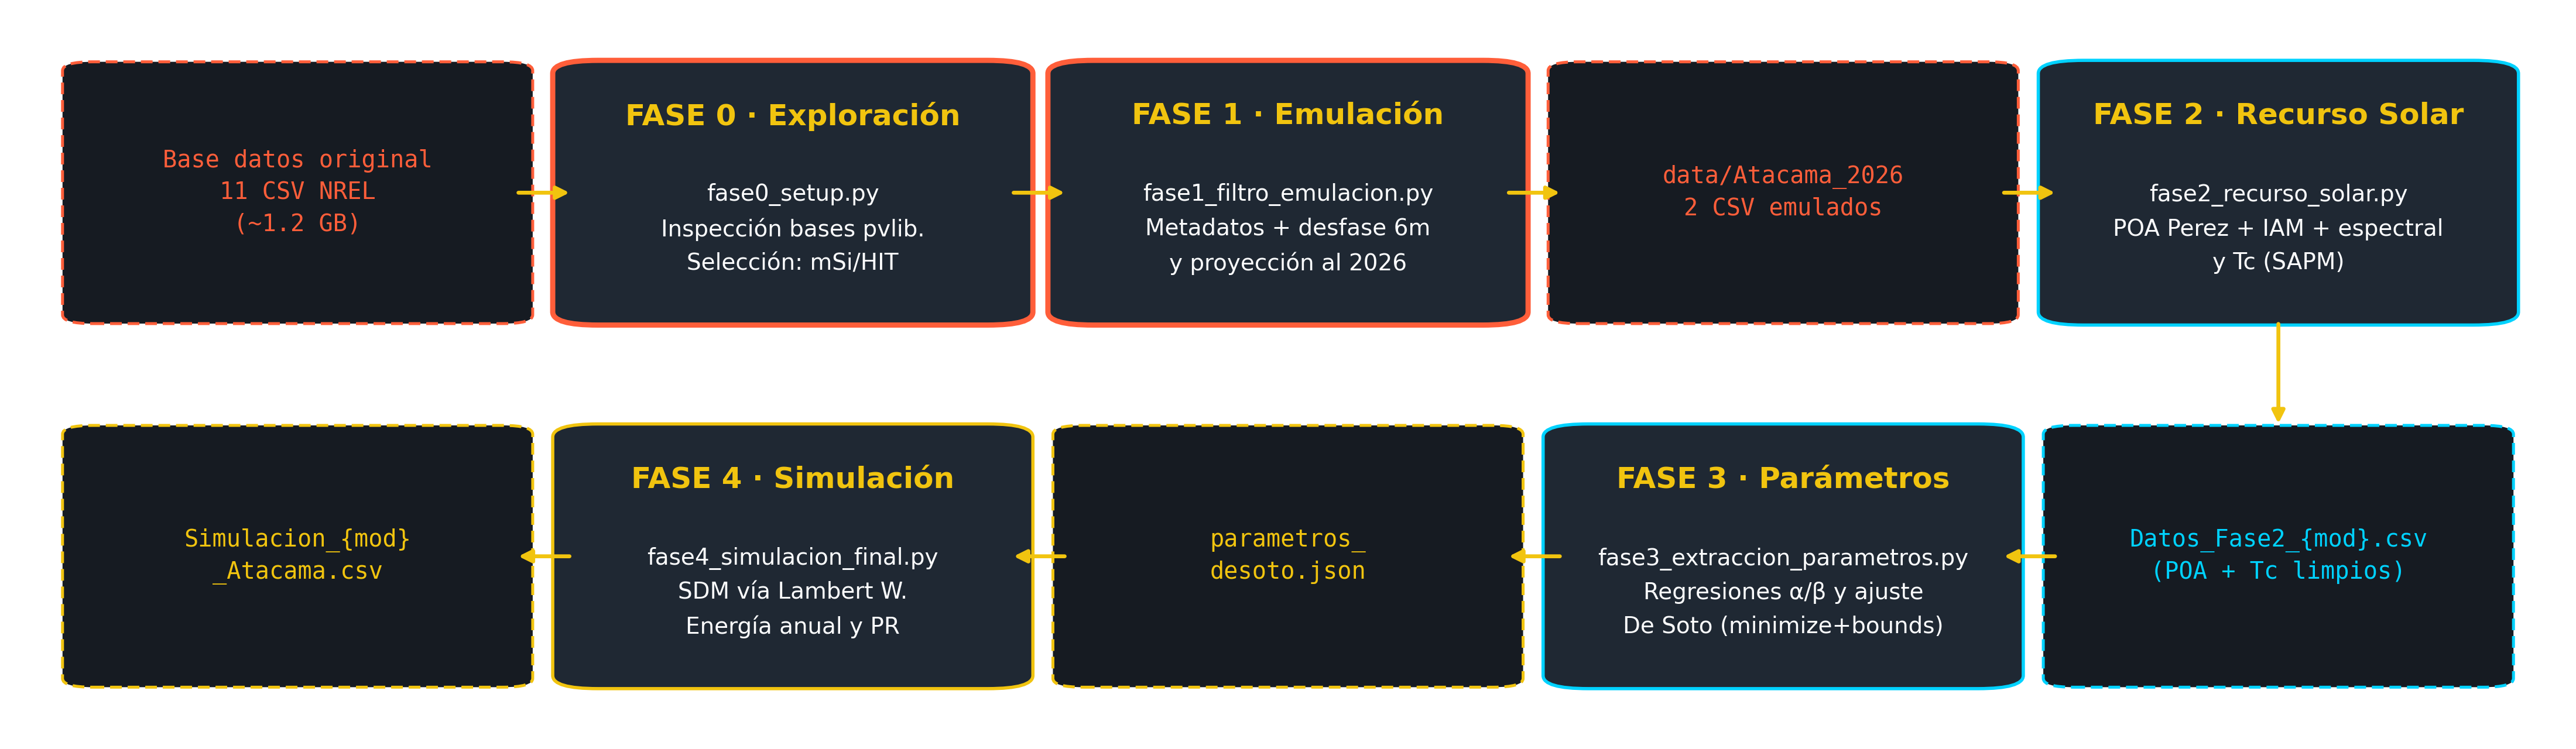 Base datos original
11 CSV NREL
(~1.2 GB)
FASE 0 · Exploración
fase0_setup.py
Inspección bases pvlib.
Selección: mSi/HIT
FASE 1 · Emulación
fase1_filtro_emulacion.py
Metadatos + desfase 6m
y proyección al 2026
data/Atacama_2026
2 CSV emulados
FASE 2 · Recurso Solar
fase2_recurso_solar.py
POA Perez + IAM + espectral
y Tc (SAPM)
Datos_Fase2_{mod}.csv
(POA + Tc limpios)
FASE 3 · Parámetros
fase3_extraccion_parametros.py
Regresiones α/β y ajuste
De Soto (minimize+bounds)
parametros_
desoto.json
FASE 4 · Simulación
fase4_simulacion_final.py
SDM vía Lambert W.
Energía anual y PR
Simulacion_{mod}
_Atacama.csv